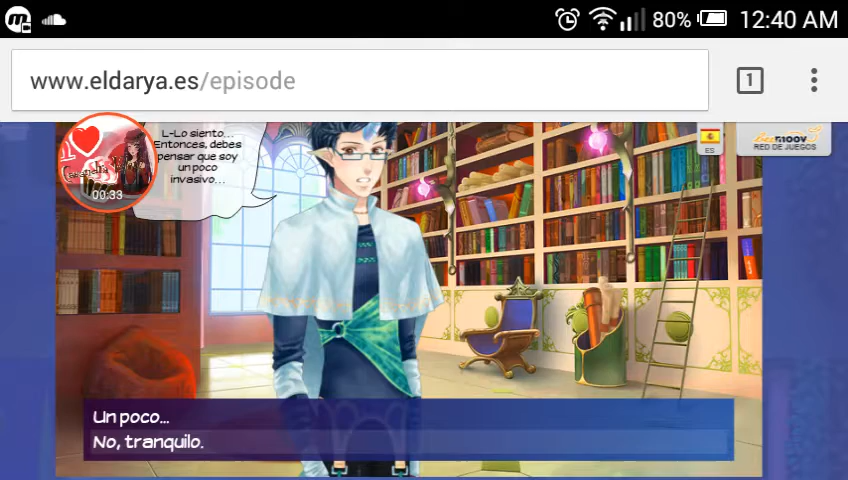 80% 12:40 AM
www.eldarya.es/episode
1
00:33
L-Lo siento...
Entonces, debes
pensar que soy
un poco
invasivo...
ES
beemoov
RED DE JUEGOS
Un poco...
No, tranquilo.